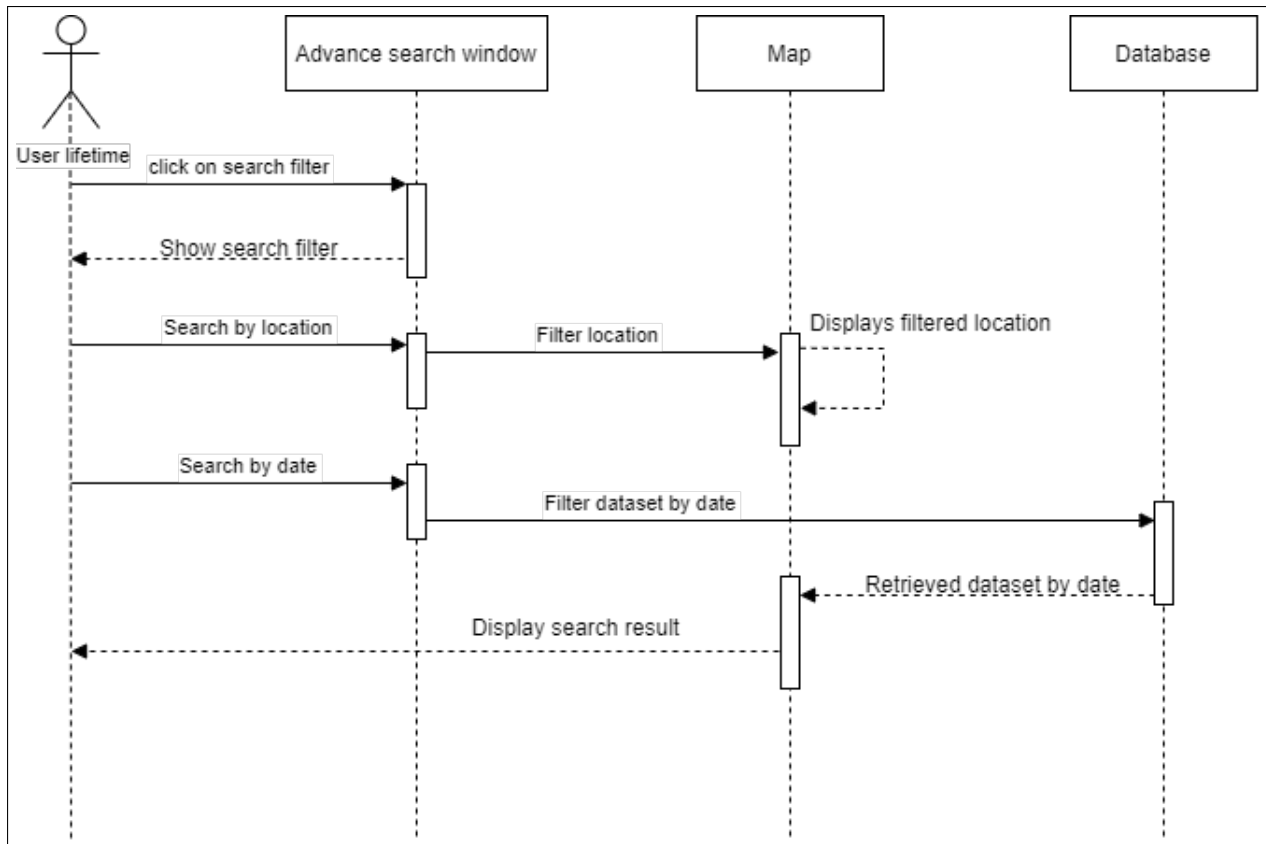 Advance search window
Map
Database
User lifetime
click on search filter
Show search filter
Search by location
Filter location
Displays filtered location
Search by date
Filter dataset by date
Retrieved dataset by date
Display search result